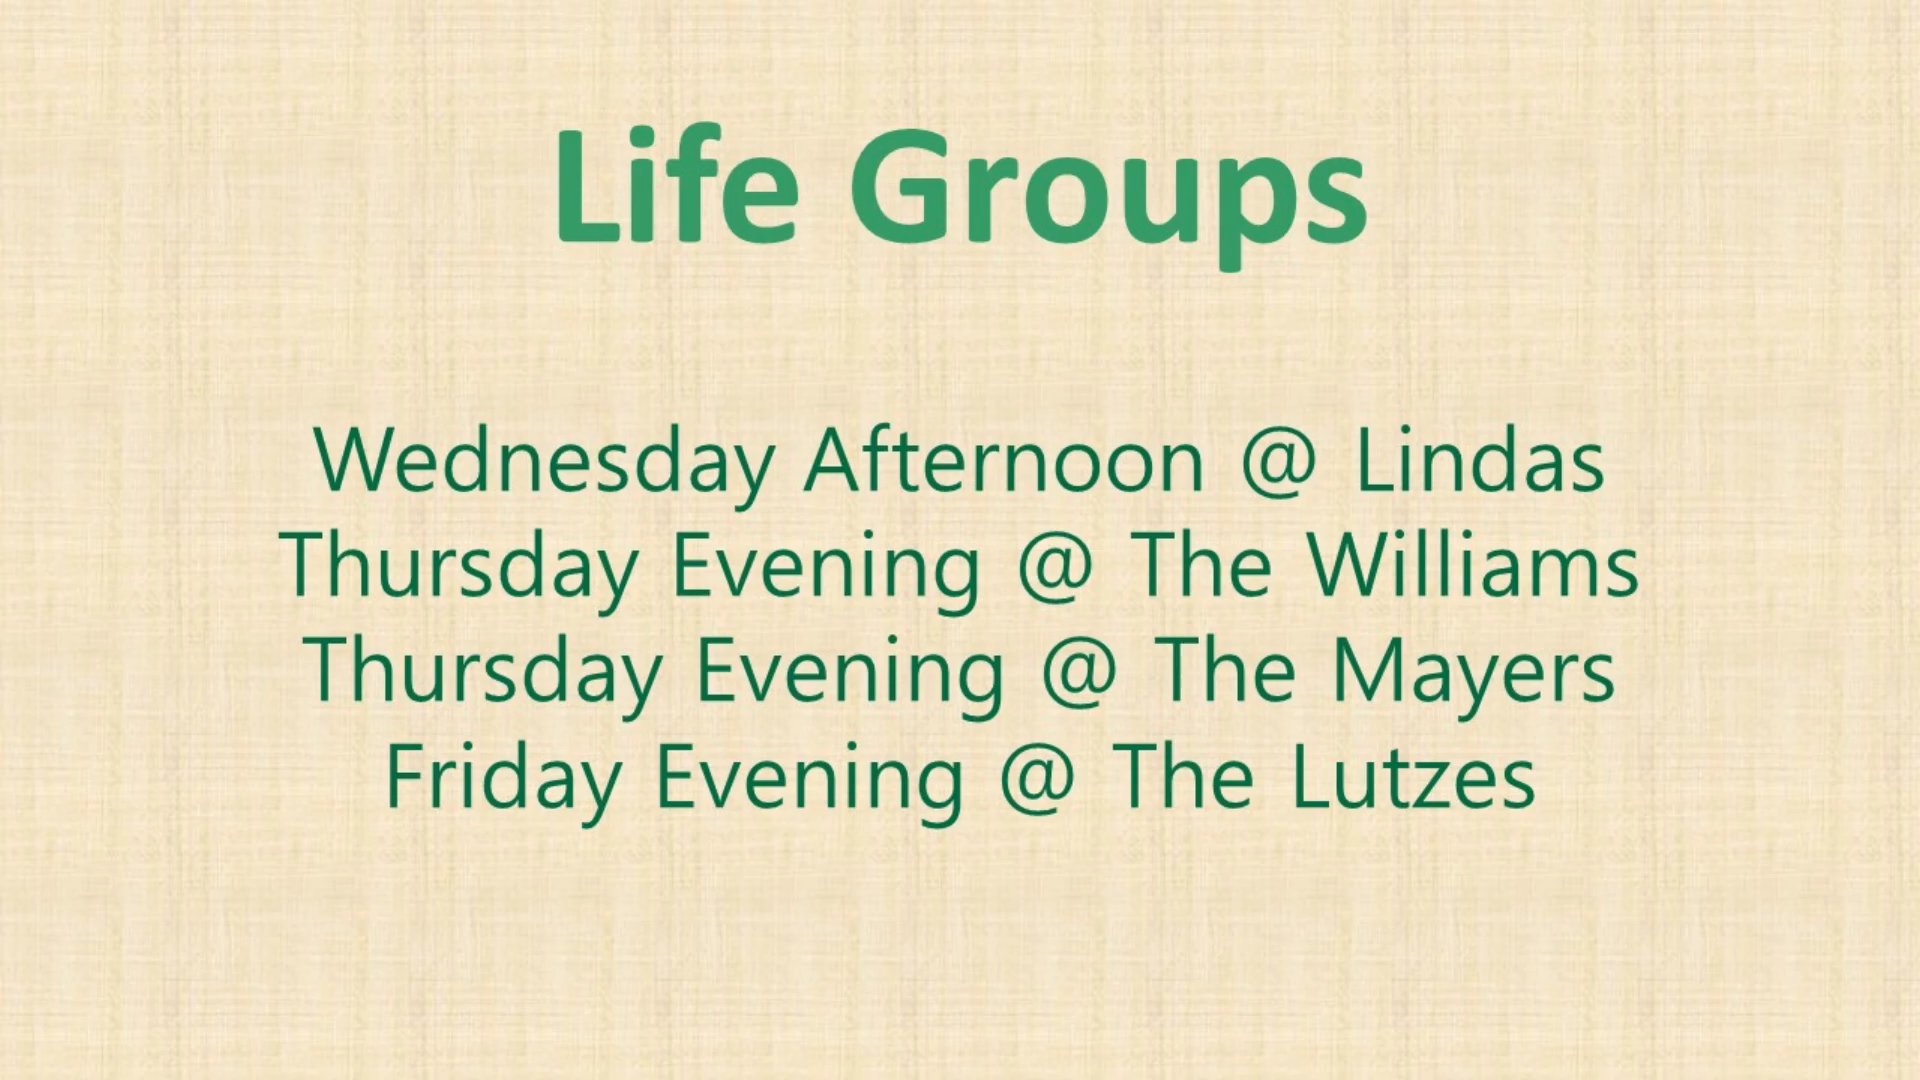 Life Groups
Wednesday Afternoon @ Lindas
Thursday Evening @ The Williams
Thursday Evening @ The Mayers
Friday Evening @ The Lutzes